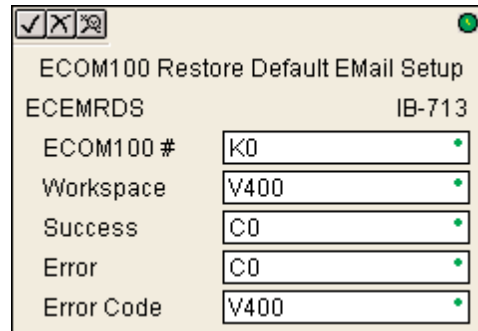 ECOM100 Restore Default EMail Setup
ECEMRDS IB-713
ECOM100 # K0
Workspace V400
Success C0
Error C0
Error Code V400